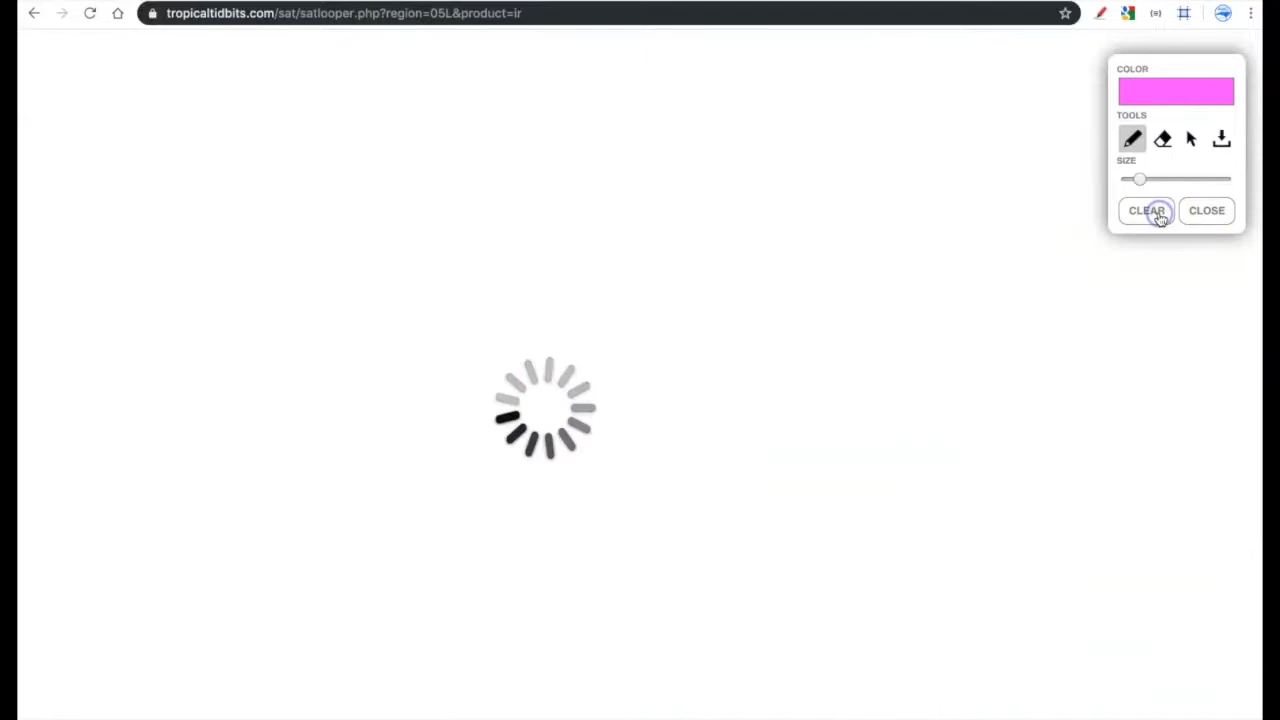 tropicaltidbits.com/sat/satlooper.php?region=05L&product=ir
COLOR
TOOLS
SIZE
CLEAR
CLOSE